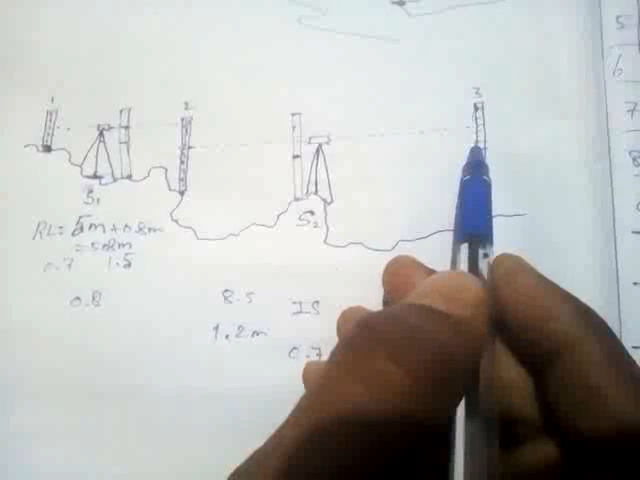 5
6
7
8
1
2
3
S1
S2
RL = 5m + 0.8m
= 5.8m
0.7 1.5
0.8
8.5
IS
1.2m
0.7